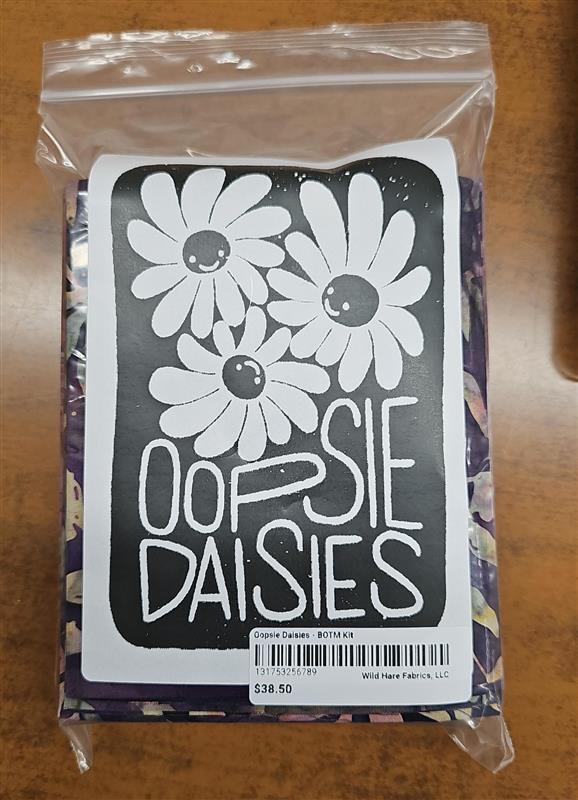 OOPSIE
DAISIES
Oopsie Daisies - BOTM Kit
131753256789
Wild Hare Fabrics, LLC
$38.50